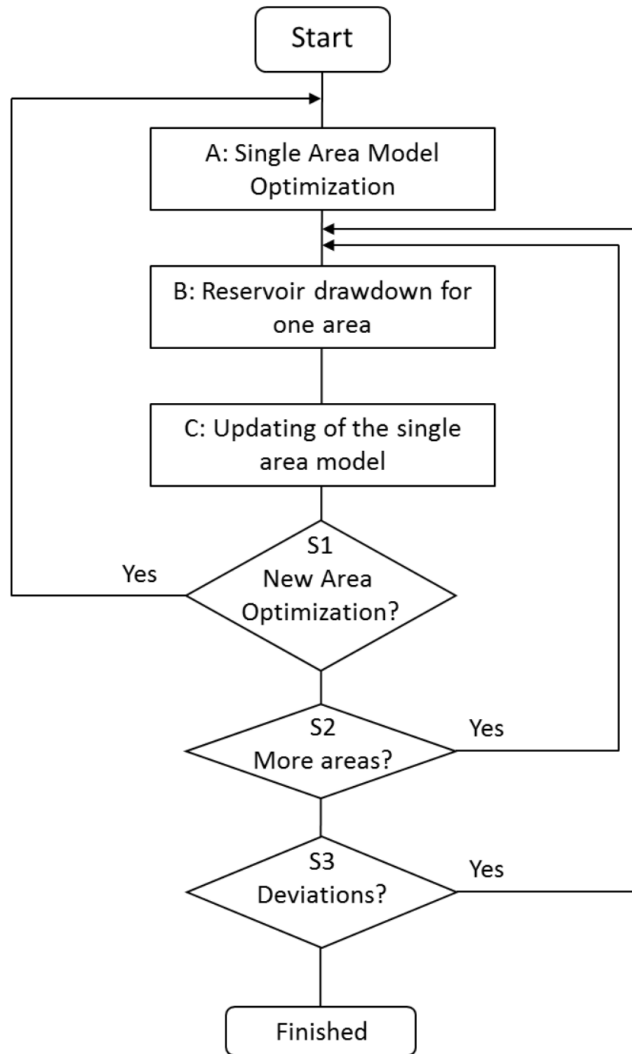 Start
A: Single Area Model
Optimization
B: Reservoir drawdown for
one area
C: Updating of the single
area model
S1
Yes
New Area
Optimization?
S2
Yes
More areas?
S3
Yes
Deviations?
Finished